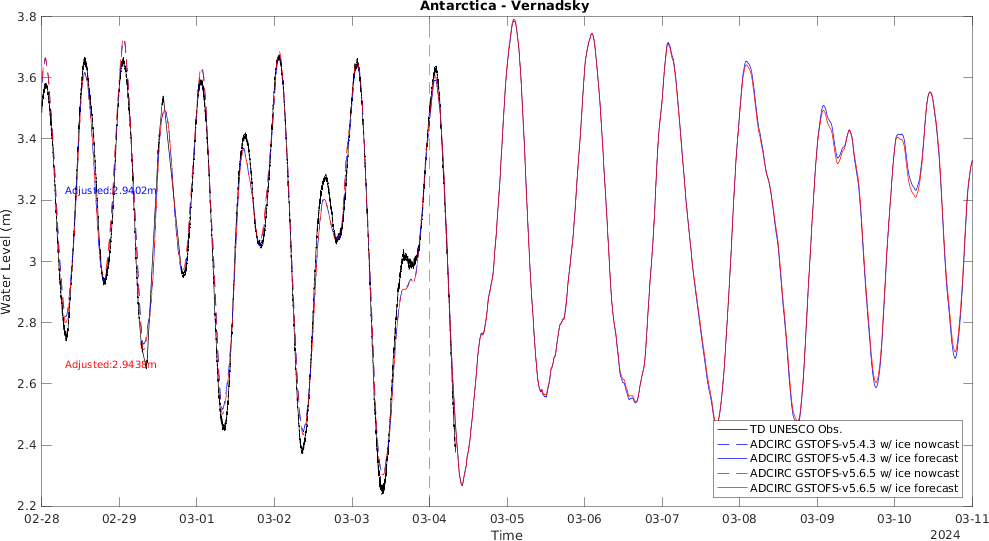 Antarctica - Vernadsky
3.8
3.6
3.4
3.2
3
2.8
2.6
2.4
2.2
Water Level (m)
Adjusted:2.9402m
Adjusted:2.9438m
TD UNESCO Obs.
ADCIRC GSTOFS-v5.4.3 w/ ice nowcast
ADCIRC GSTOFS-v5.4.3 w/ ice forecast
ADCIRC GSTOFS-v5.6.5 w/ ice nowcast
ADCIRC GSTOFS-v5.6.5 w/ ice forecast
02-28 02-29 03-01 03-02 03-03 03-04 03-05 03-06 03-07 03-08 03-09 03-10 03-11
Time
2024